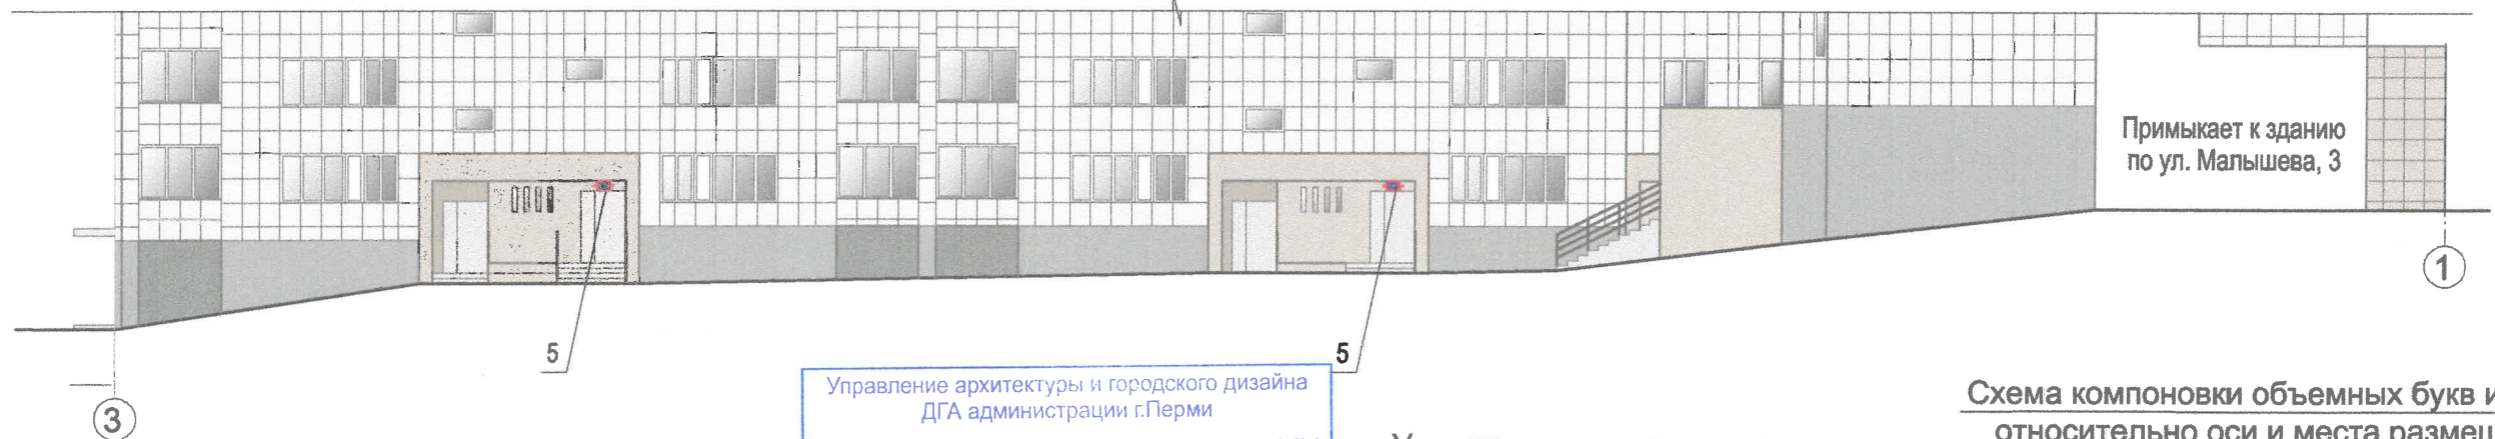 Примыкает к зданию
по ул. Малышева, 3
1
5
5
3
Управление архитектуры и городского дизайна
ДГА администрации г.Перми
Схема компоновки объемных букв и
относительно оси и места